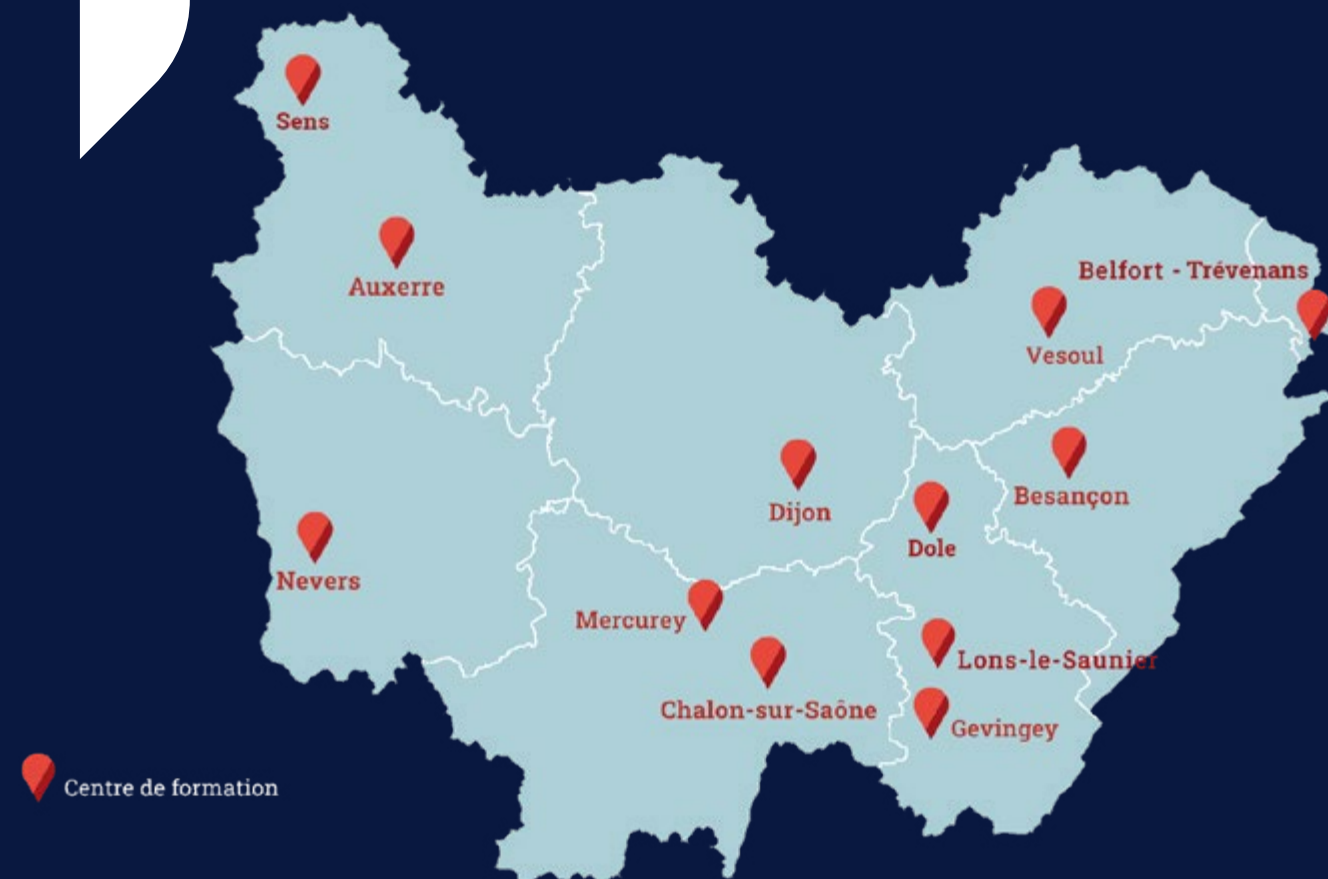 Sens
Auxerre
Belfort - Trévenans
Vesoul
Besançon
Dijon
Dole
Nevers
Mercurey
Lons-le-Saunier
Chalon-sur-Saône
Gevingey
Centre de formation